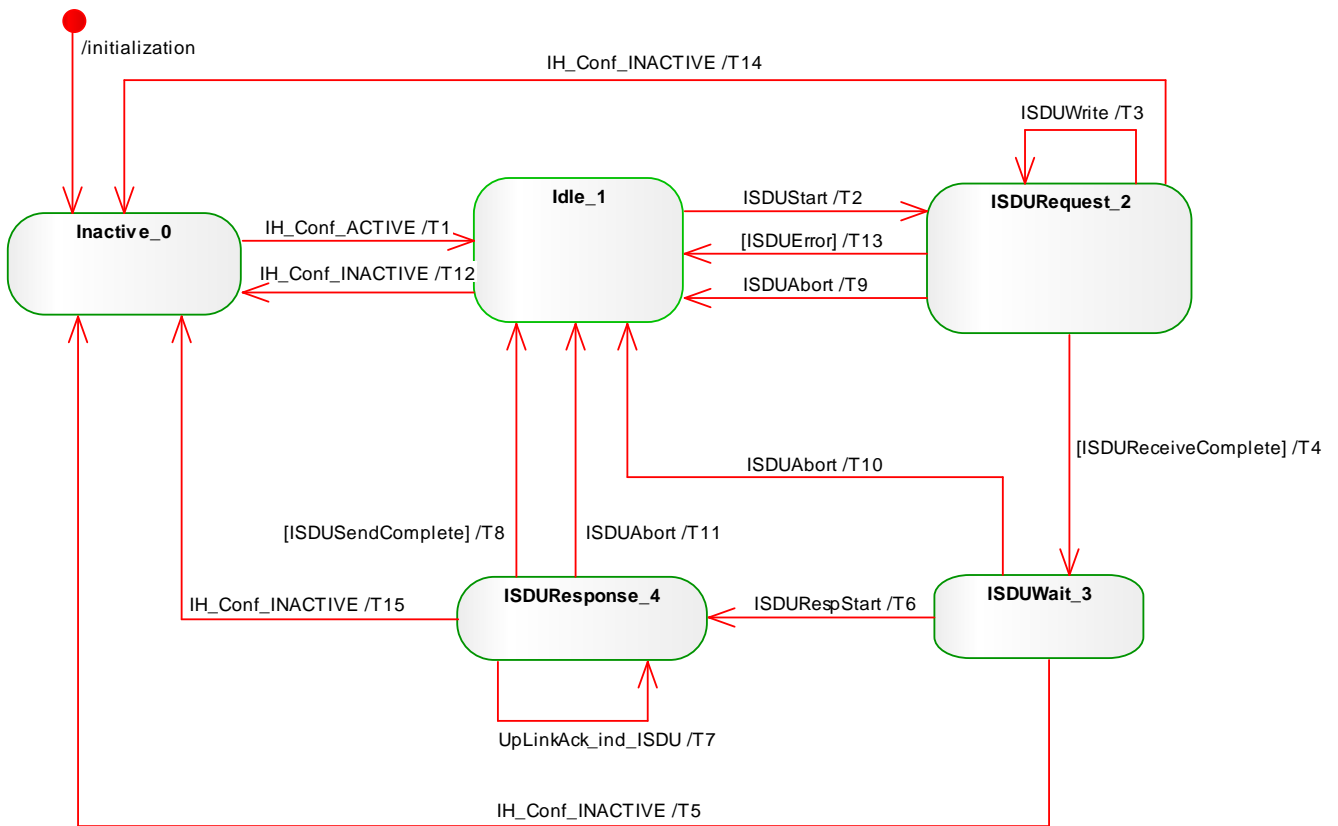 /initialization
IH_Conf_INACTIVE /T14
ISDUWrite /T3
Inactive_0
Idle_1
ISDURequest_2
IH_Conf_ACTIVE /T1
ISDUStart /T2
[ISDUError] /T13
IH_Conf_INACTIVE /T12
ISDUAbort /T9
[ISDUReceiveComplete] /T4
ISDUAbort /T10
[ISDUSendComplete] /T8
ISDUAbort /T11
ISDUResponse_4
ISDUWait_3
IH_Conf_INACTIVE /T15
ISDURespStart /T6
UpLinkAck_ind_ISDU /T7
IH_Conf_INACTIVE /T5